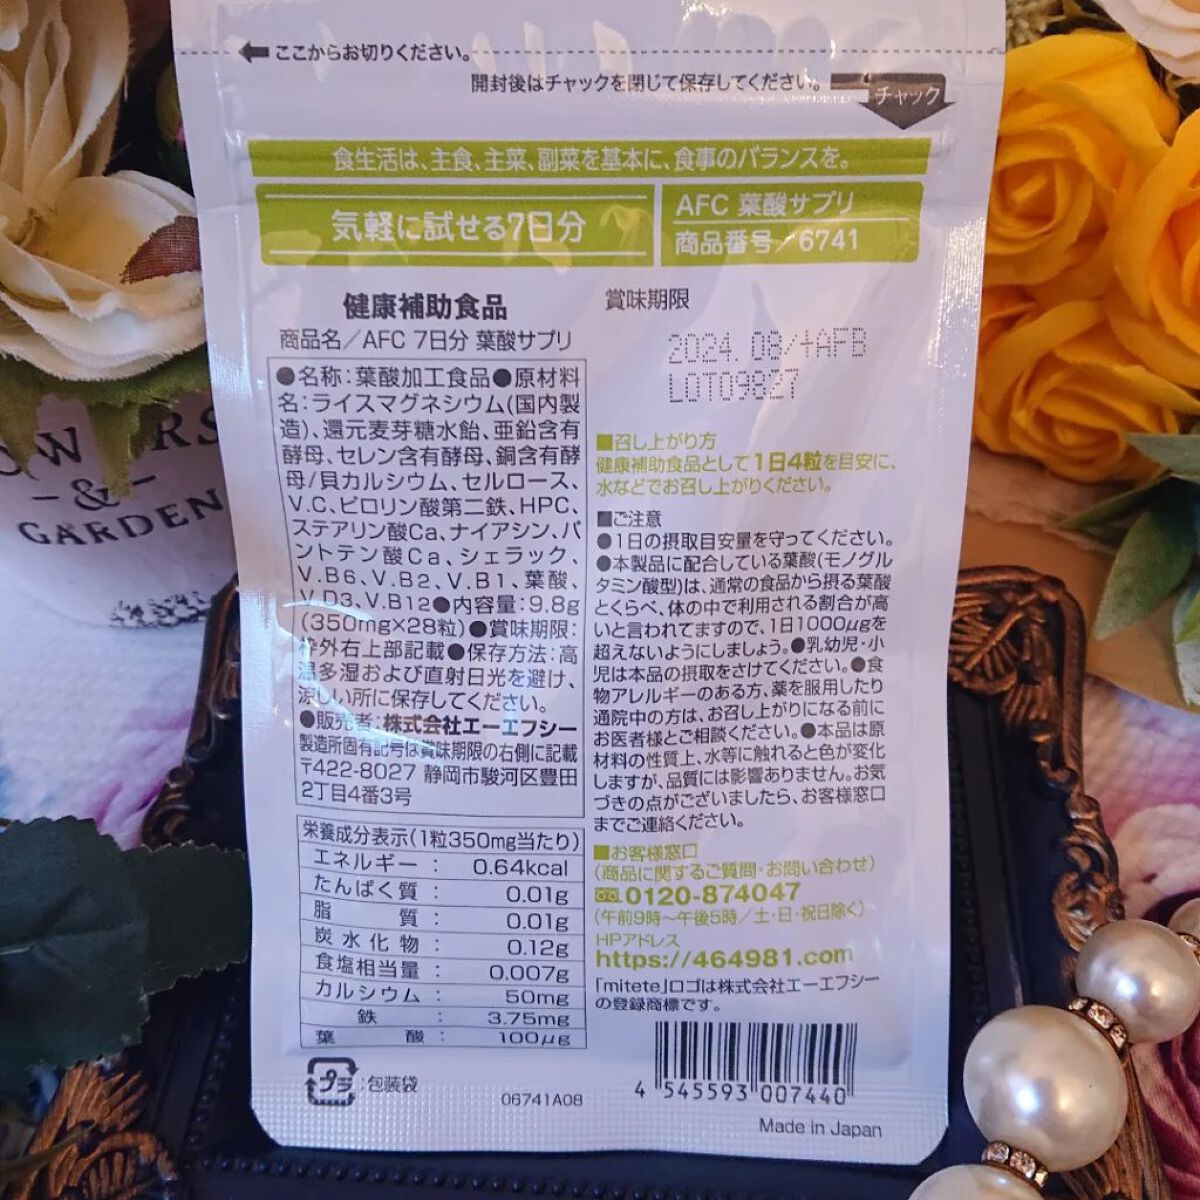 ここからお切りください。
開封後はチャックを閉じて保存してください。
チャック
食生活は、主食、主菜、副菜を基本に、食事のバランスを。
気軽に試せる7日分
AFC 葉酸サプリ
商品番号/6741
健康補助食品
商品名/AFC 7日分 葉酸サプリ
●名称:葉酸加工食品●原材料
名:ライスマグネシウム(国内製
造)、還元麦芽糖水飴、亜鉛含有
酵母、セレン含有酵母、銅含有酵
母/貝カルシウム、セルロース、
V.C、ピロリン酸第二鉄、HPC、
ステアリン酸Ca、ナイアシン、パ
ントテン酸Ca、シェラック、
V.B6、V.B2、V.B1、葉酸、
V.D3、V.B12●内容量:9.8g
(350mg×28粒)●賞味期限:
枠外右上部記載●保存方法:高
温多湿および直射日光を避け、
涼しい所に保存してください。
●販売者:株式会社エーエフシー
製造所固有記号は賞味期限の右側に記載
〒422-8027 静岡市駿河区豊田
2丁目4番3号
栄養成分表示(1粒350mg当たり)
エネルギー : 0.64kcal
たんぱく質 : 0.01g
脂質 : 0.01g
炭水化物 : 0.12g
食塩相当量 : 0.007g
カルシウム : 50mg
鉄 : 3.75mg
葉酸 : 100μg
プラ :包装袋
06741A08
賞味期限
2024.08/+AFB
LOT09827
■召し上がり方
健康補助食品として1日4粒を目安に、
水などでお召し上がりください。
■ご注意
●1日の摂取目安量を守ってください。
●本製品に配合している葉酸(モノグル
タミン酸型)は、通常の食品から摂る葉酸
とくらべ、体の中で利用される割合が高
いと言われてますので、1日1000μgを
超えないようにしましょう。●乳幼児・小
児は本品の摂取をさけてください。●食
物アレルギーのある方、薬を服用したり
通院中の方は、お召し上がりになる前に
お医者様とご相談ください。●本品は原
材料の性質上、水等に触れると色が変化
しますが、品質には影響ありません。お気
づきの点がございましたら、お客様窓口
までご連絡ください。
■お客様窓口
(商品に関するご質問・お問い合わせ)
0120-874047
(午前9時〜午後5時/土・日・祝日除く)
HPアドレス
https://464981.com
「mitete」ロゴは株式会社エーエフシー
の登録商標です。
4 545593 007440
Made in Japan
-&-
GARDEN